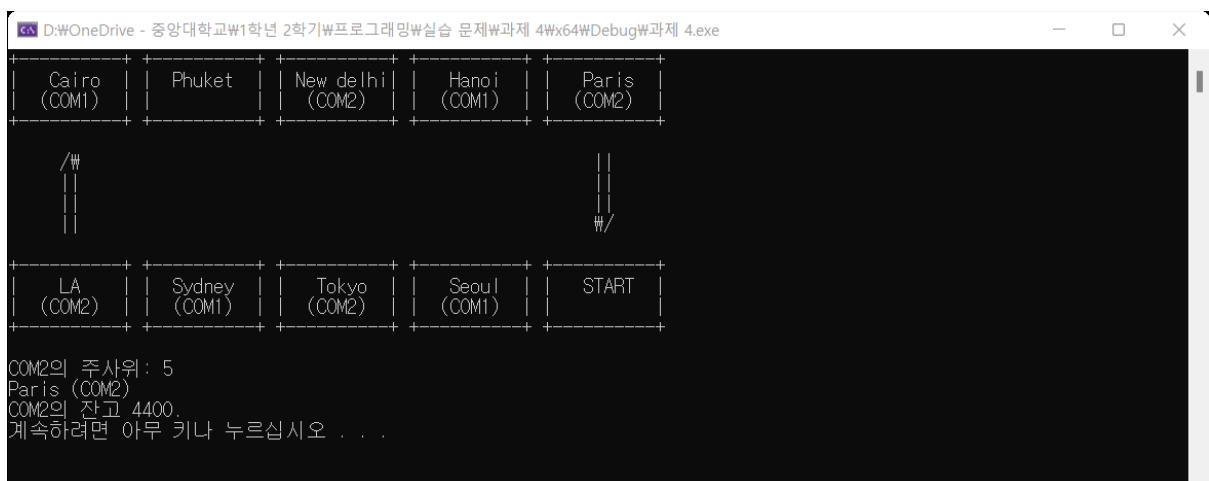 D:₩OneDrive - 중앙대학교₩1학년 2학기₩프로그래밍₩실습 문제₩과제 4₩x64₩Debug₩과제 4.exe
Cairo Phuket New delhi Hanoi Paris
(COM1) (COM2) (COM1) (COM2)
LA Sydney Tokyo Seoul START
(COM2) (COM1) (COM2) (COM1)
COM2의 주사위: 5
Paris (COM2)
COM2의 잔고 4400.
계속하려면 아무 키나 누르십시오 . . .